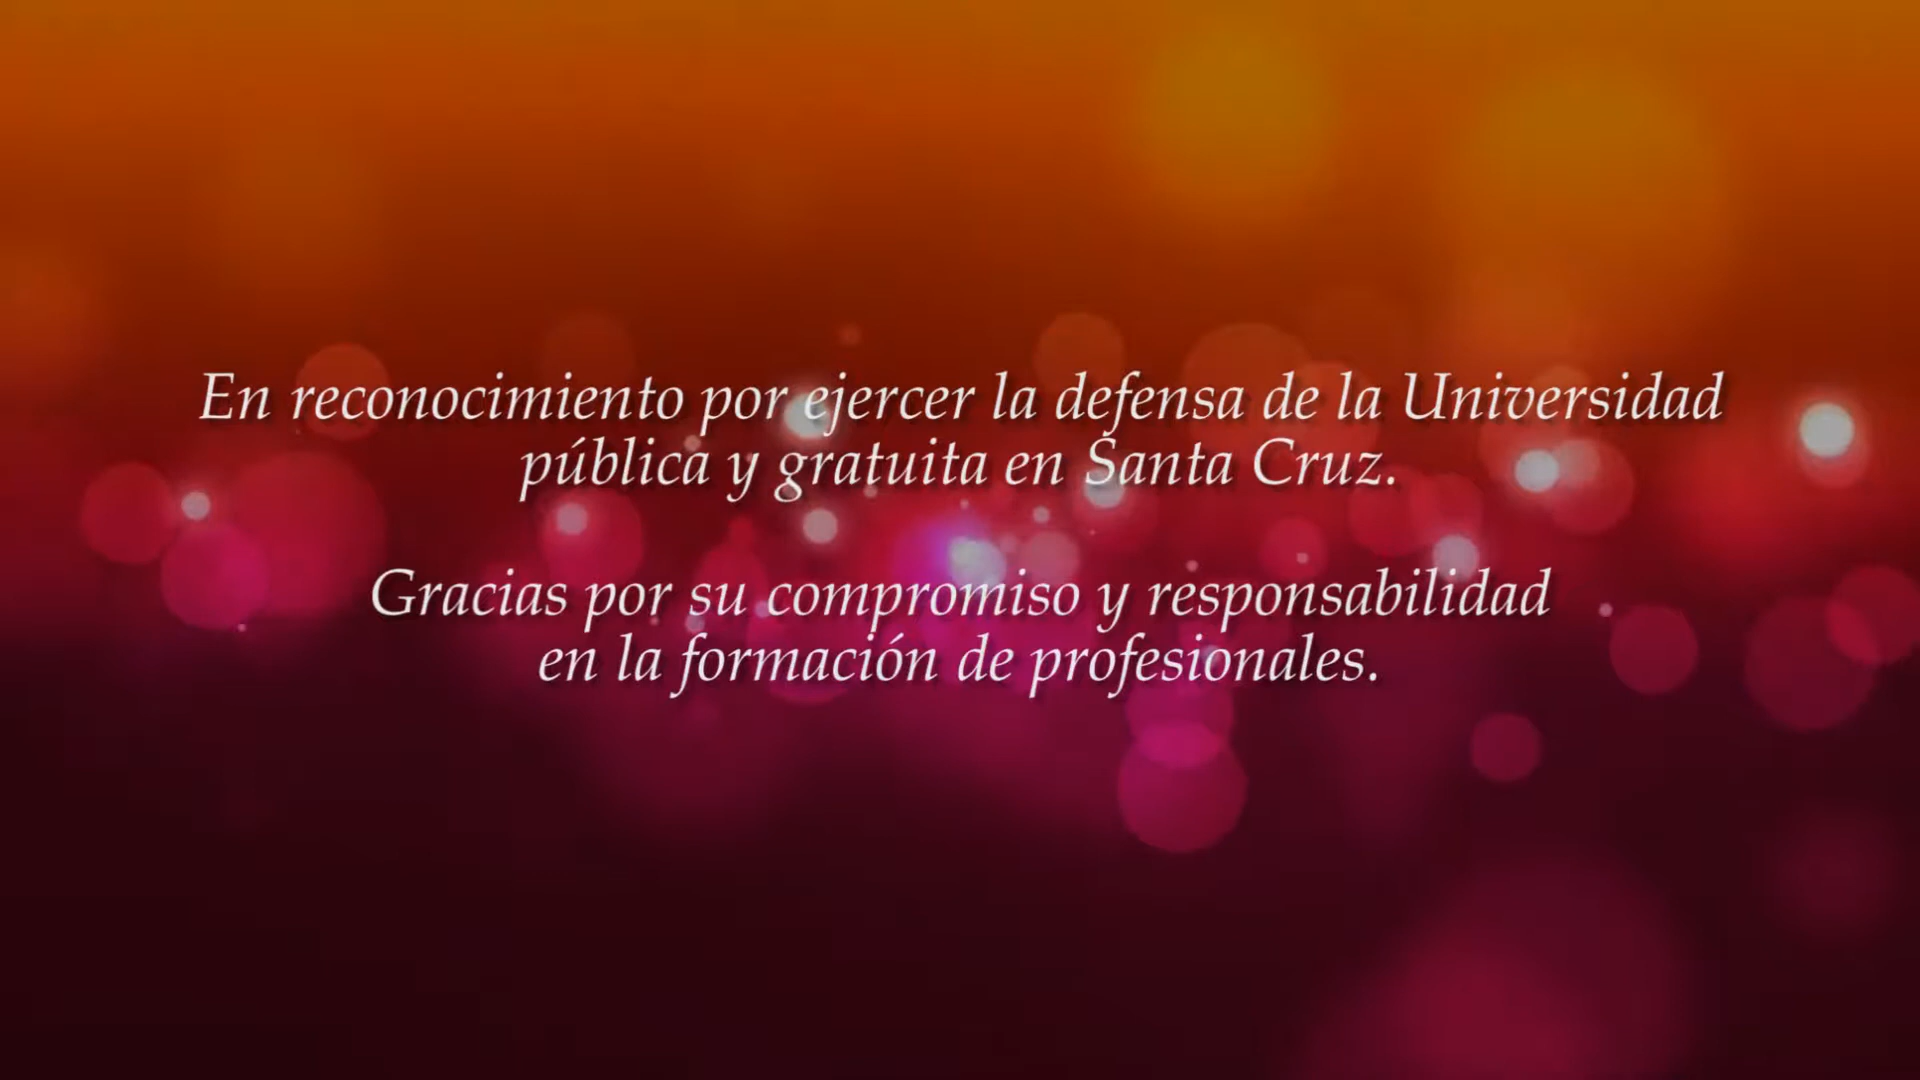 En reconocimiento por ejercer la defensa de la Universidad
pública y gratuita en Santa Cruz.
Gracias por su compromiso y responsabilidad
en la formación de profesionales.